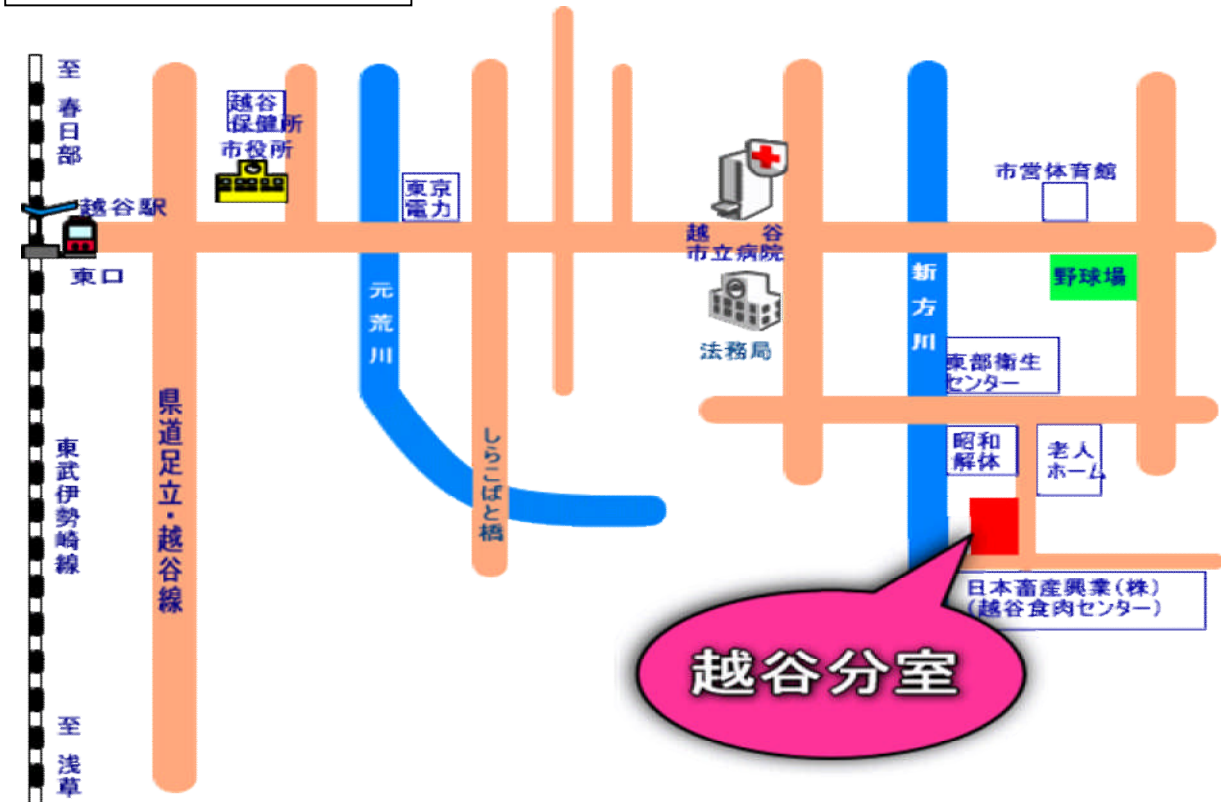 至
春日部
越谷
保健所
市役所
東京
電力
市営体育館
越谷駅
東口
越 谷
市立病院
法務局
元荒川
新方川
野球場
東部衛生
センター
県道足立・越谷線
しらこばと橋
昭和
解体
老人
ホーム
東武伊勢崎線
日本畜産興業(株)
(越谷食肉センター)
越谷分室
至
浅草